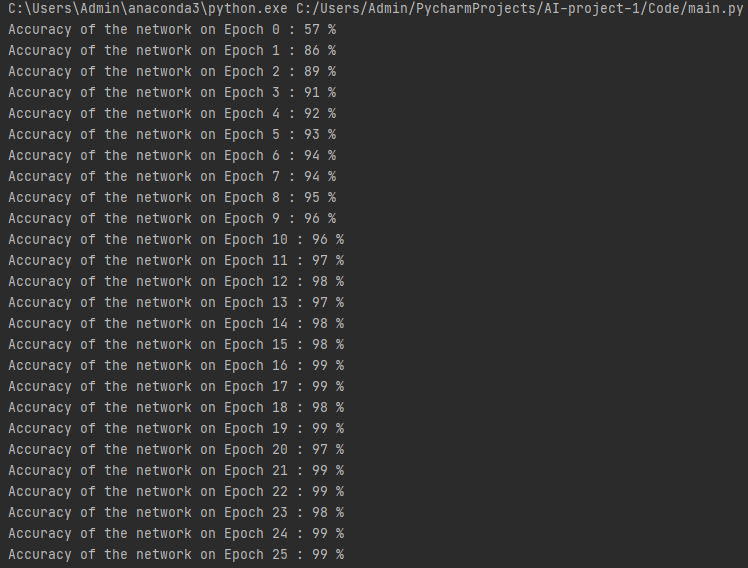 C:\Users\Admin\anaconda3\python.exe C:/Users/Admin/PycharmProjects/AI-project-1/Code/main.py
Accuracy of the network on Epoch 0 : 57 %
Accuracy of the network on Epoch 1 : 86 %
Accuracy of the network on Epoch 2 : 89 %
Accuracy of the network on Epoch 3 : 91 %
Accuracy of the network on Epoch 4 : 92 %
Accuracy of the network on Epoch 5 : 93 %
Accuracy of the network on Epoch 6 : 94 %
Accuracy of the network on Epoch 7 : 94 %
Accuracy of the network on Epoch 8 : 95 %
Accuracy of the network on Epoch 9 : 96 %
Accuracy of the network on Epoch 10 : 96 %
Accuracy of the network on Epoch 11 : 97 %
Accuracy of the network on Epoch 12 : 98 %
Accuracy of the network on Epoch 13 : 97 %
Accuracy of the network on Epoch 14 : 98 %
Accuracy of the network on Epoch 15 : 98 %
Accuracy of the network on Epoch 16 : 99 %
Accuracy of the network on Epoch 17 : 99 %
Accuracy of the network on Epoch 18 : 98 %
Accuracy of the network on Epoch 19 : 99 %
Accuracy of the network on Epoch 20 : 97 %
Accuracy of the network on Epoch 21 : 99 %
Accuracy of the network on Epoch 22 : 99 %
Accuracy of the network on Epoch 23 : 98 %
Accuracy of the network on Epoch 24 : 99 %
Accuracy of the network on Epoch 25 : 99 %